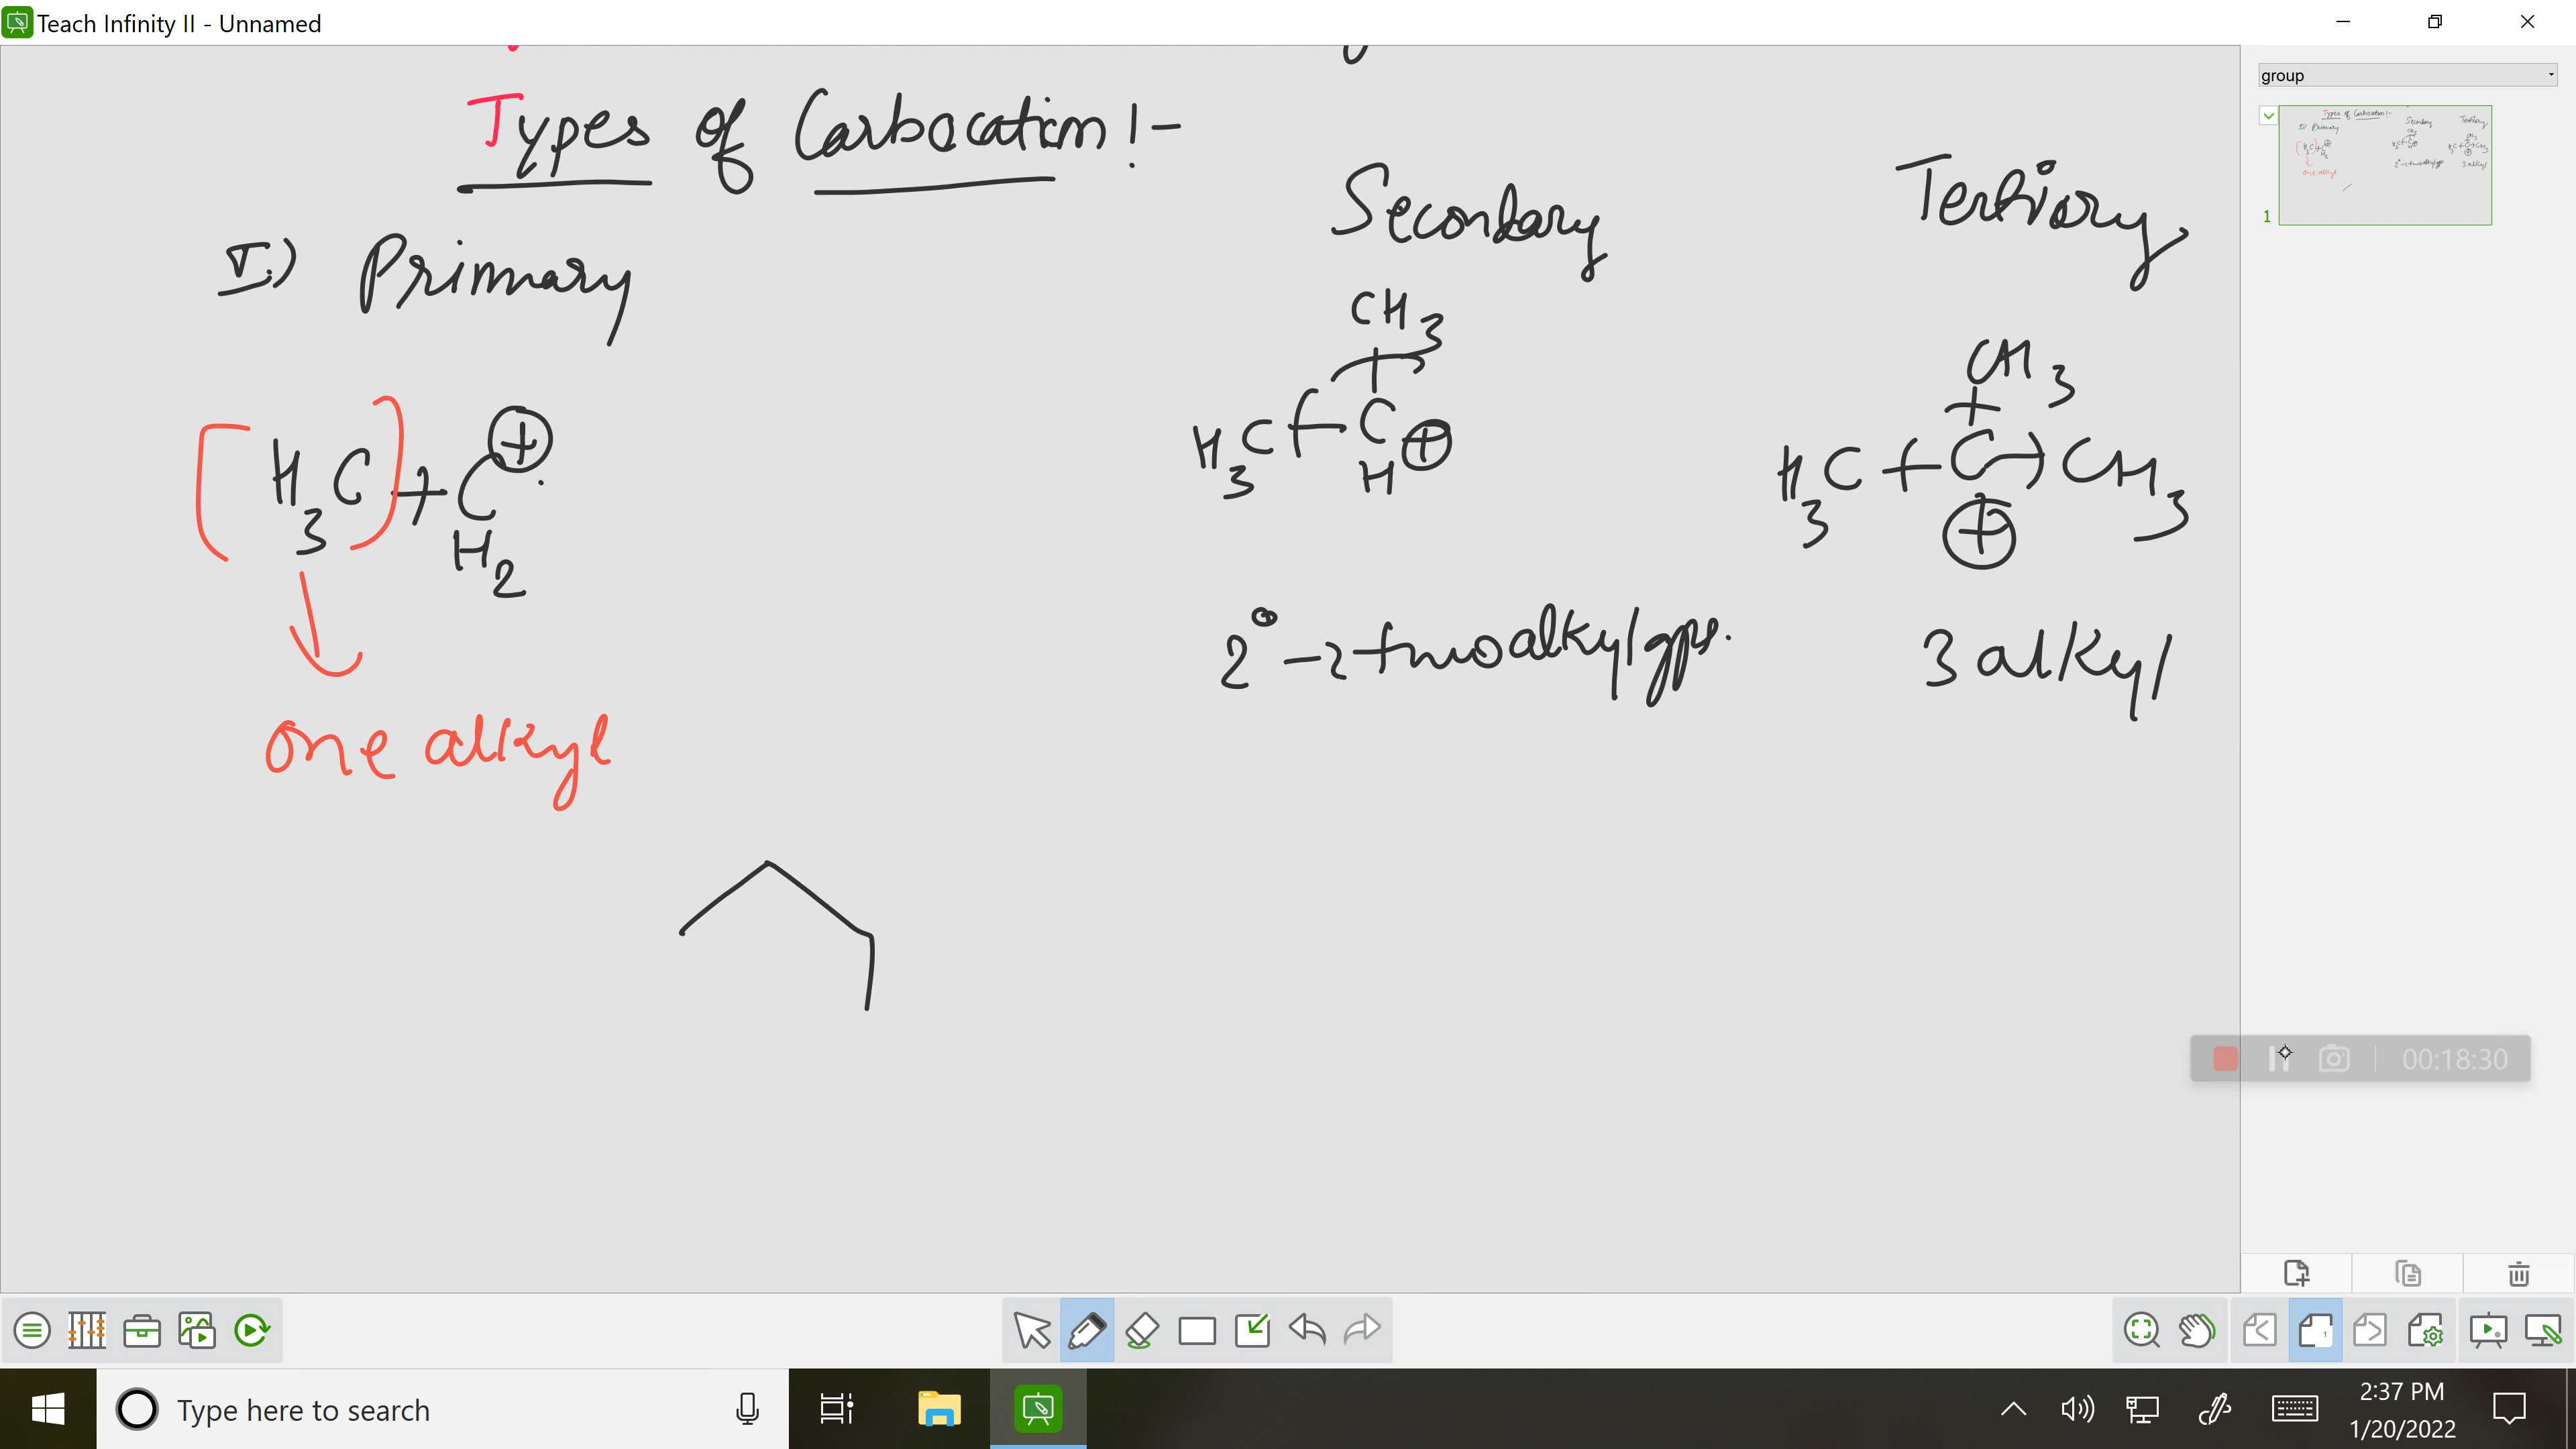 Teach Infinity II - Unnamed
group
Types of Carbocation :-
I.) Primary
Secondary
Tertiary
CH3
CH3
H3C
C
H2
+
H3C
C
H
+
H3C
C
CH3
+
2° - 2 two alkyl gps.
3 alkyl
one alkyl
1
00:18:30
Type here to search
2:37 PM
1/20/2022